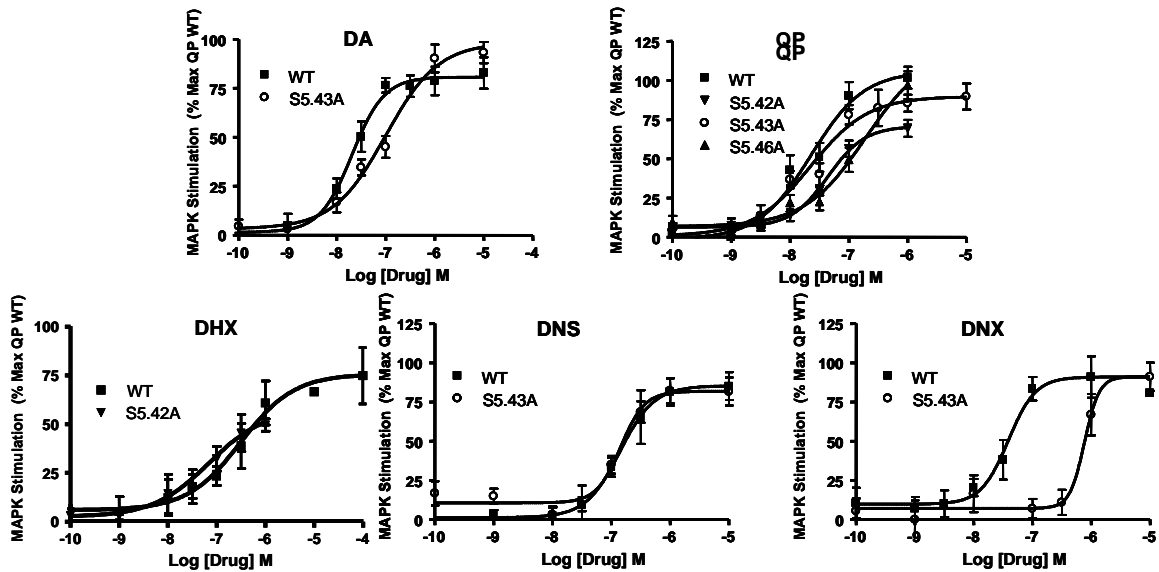 DA
MAPK Stimulation (% Max QP WT)
100
75
50
25
0
WT
S5.43A
-10 -9 -8 -7 -6 -5 -4
Log [Drug] M
QP
QP
MAPK Stimulation (% Max QP WT)
125
100
75
50
25
0
WT
S5.42A
S5.43A
S5.46A
-10 -9 -8 -7 -6 -5
Log [Drug] M
DHX
MAPK Stimulation (% Max QP WT)
100
75
50
25
0
WT
S5.42A
-10 -9 -8 -7 -6 -5 -4
Log [Drug] M
DNS
MAPK Stimulation (% Max QP WT)
125
100
75
50
25
0
WT
S5.43A
-10 -9 -8 -7 -6 -5
Log [Drug] M
DNX
MAPK Stimulation (% Max QP WT)
125
100
75
50
25
0
WT
S5.43A
-10 -9 -8 -7 -6 -5
Log [Drug] M